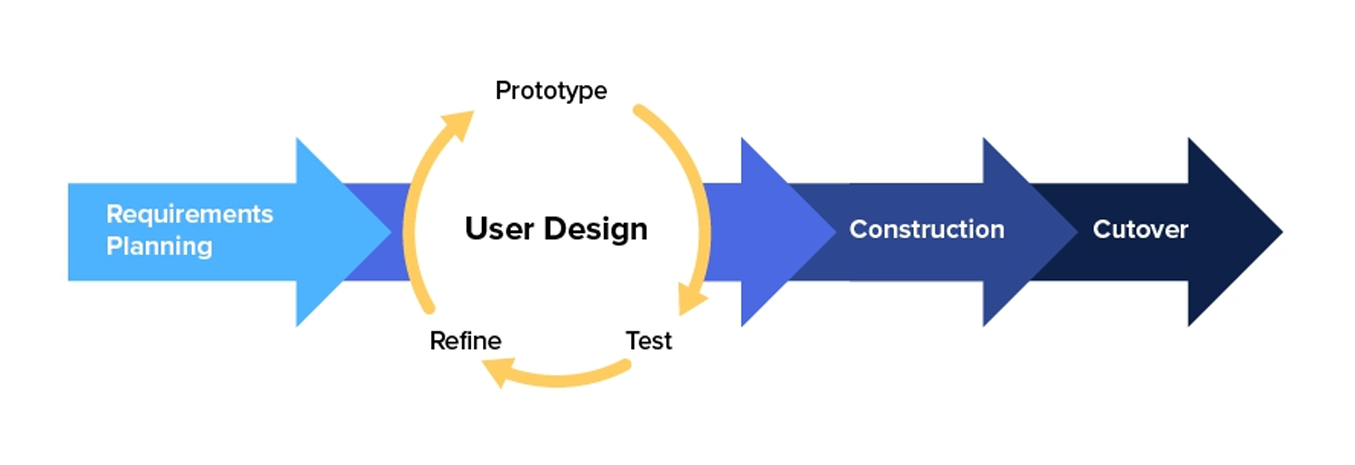 Prototype
Requirements
Planning
User Design
Construction
Cutover
Refine
Test